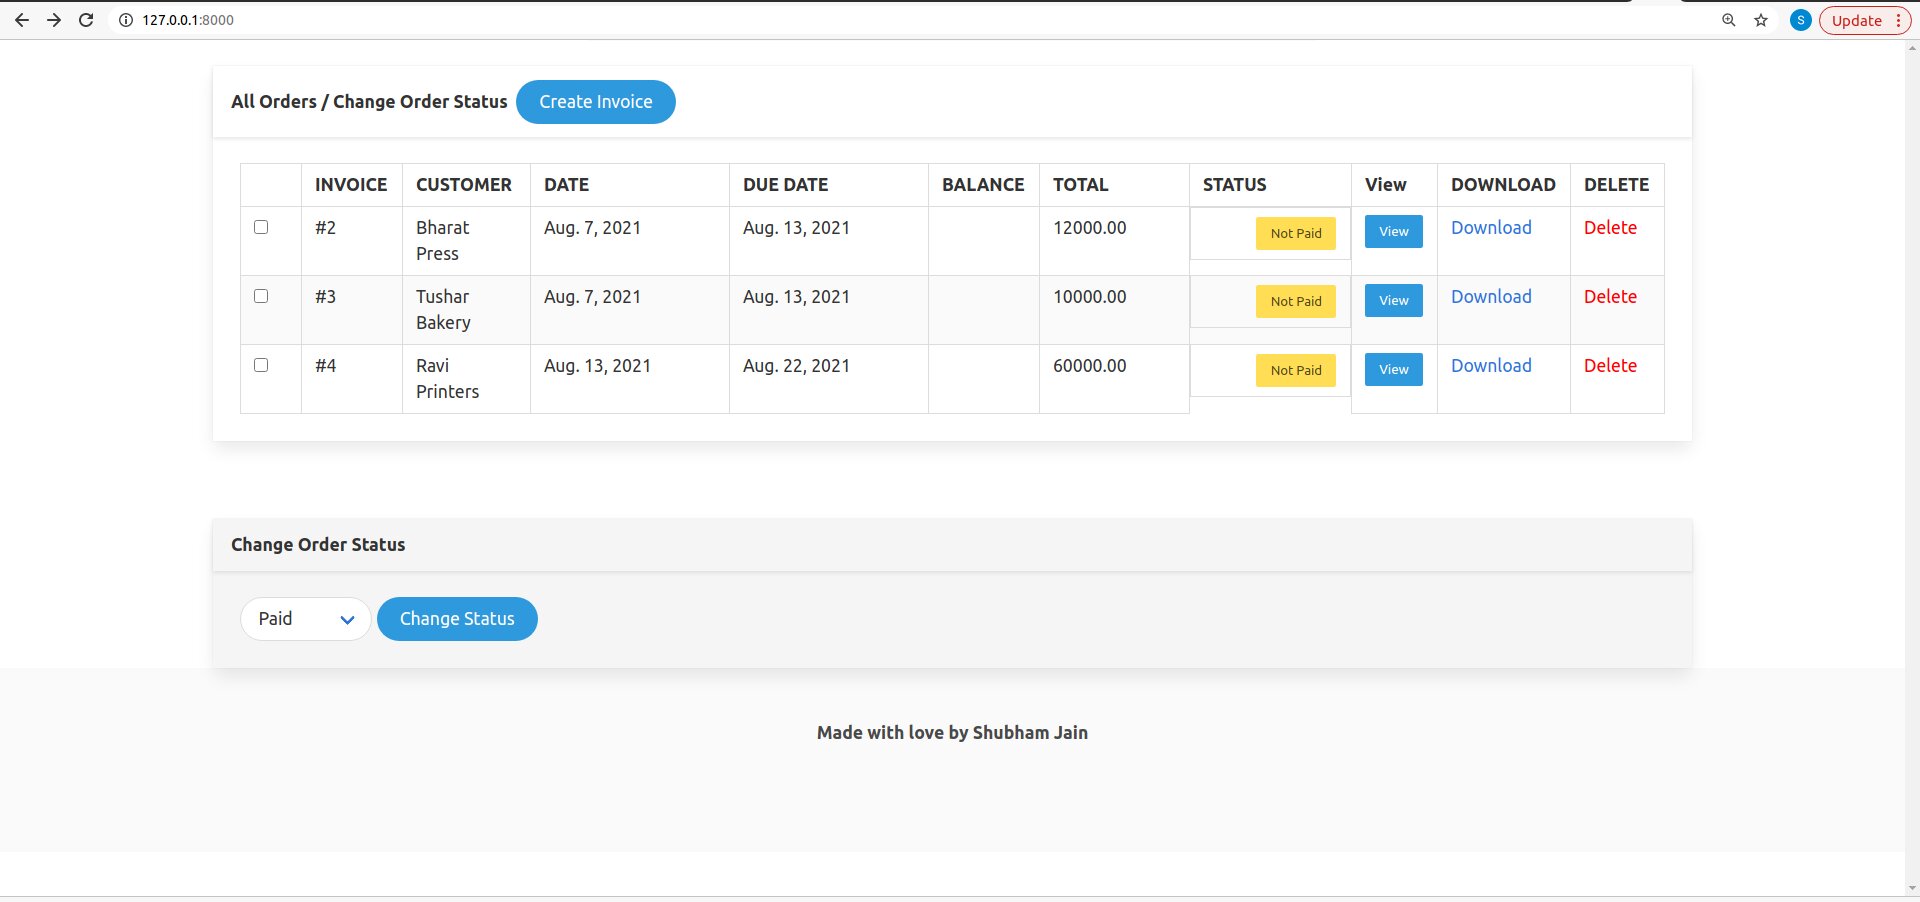 127.0.0.1:8000
S
Update
All Orders / Change Order Status Create Invoice
INVOICE CUSTOMER DATE DUE DATE BALANCE TOTAL STATUS View DOWNLOAD DELETE
#2 Bharat Press Aug. 7, 2021 Aug. 13, 2021 12000.00 Not Paid View Download Delete
#3 Tushar Bakery Aug. 7, 2021 Aug. 13, 2021 10000.00 Not Paid View Download Delete
#4 Ravi Printers Aug. 13, 2021 Aug. 22, 2021 60000.00 Not Paid View Download Delete
Change Order Status
Paid Change Status
Made with love by Shubham Jain